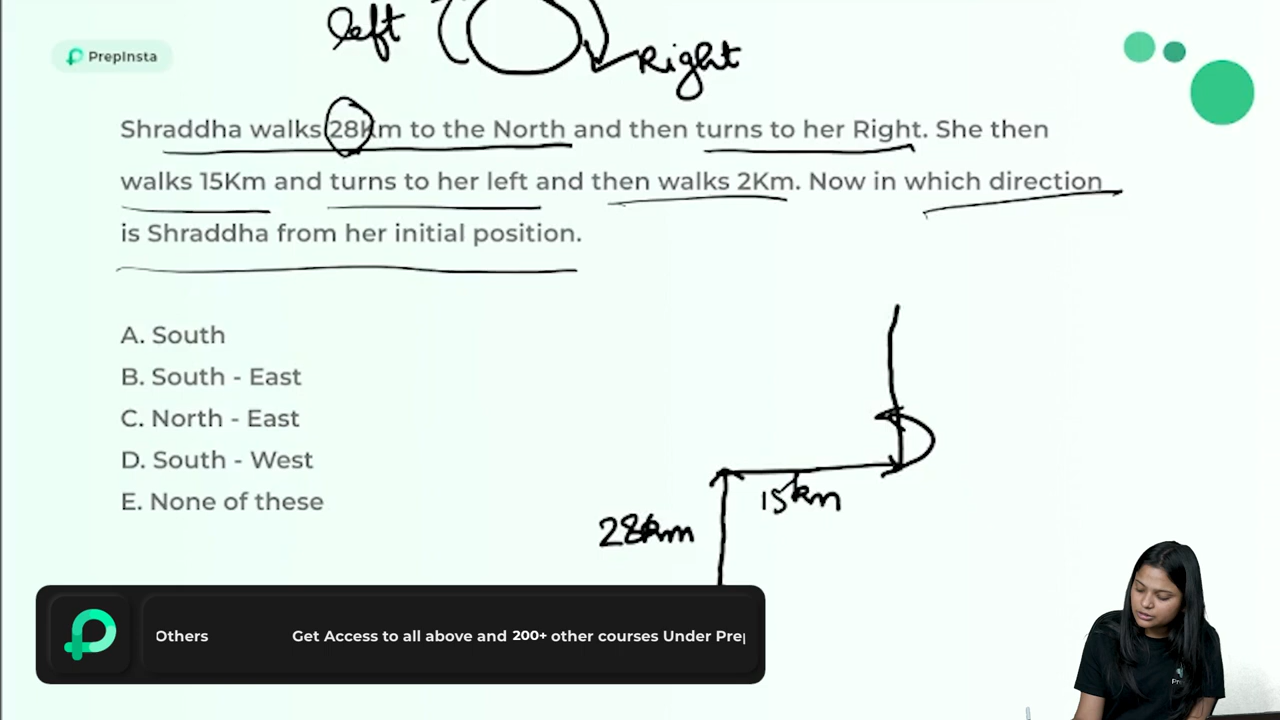 left
Right
PrepInsta
Shraddha walks 28Km to the North and then turns to her Right. She then
walks 15Km and turns to her left and then walks 2Km. Now in which direction
is Shraddha from her initial position.
A. South
B. South - East
C. North - East
D. South - West
E. None of these
15km
28km
Others
Get Access to all above and 200+ other courses Under Prep